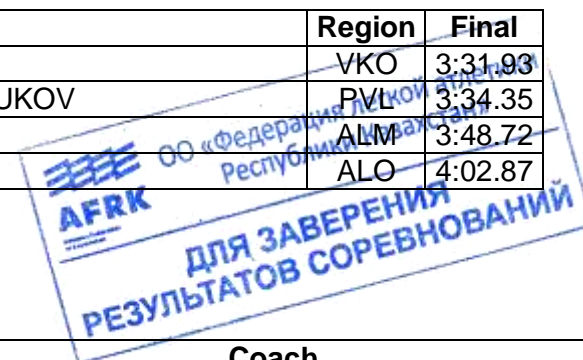 Region Final
VKO 3:31.93
UKOV PVL 3:34.35
ALM 3:48.72
ALO 4:02.87
ОО «Федерация легкой атлетики
Республики Казахстан»
AFRK
ДЛЯ ЗАВЕРЕНИЯ
РЕЗУЛЬТАТОВ СОРЕВНОВАНИЙ
Coach